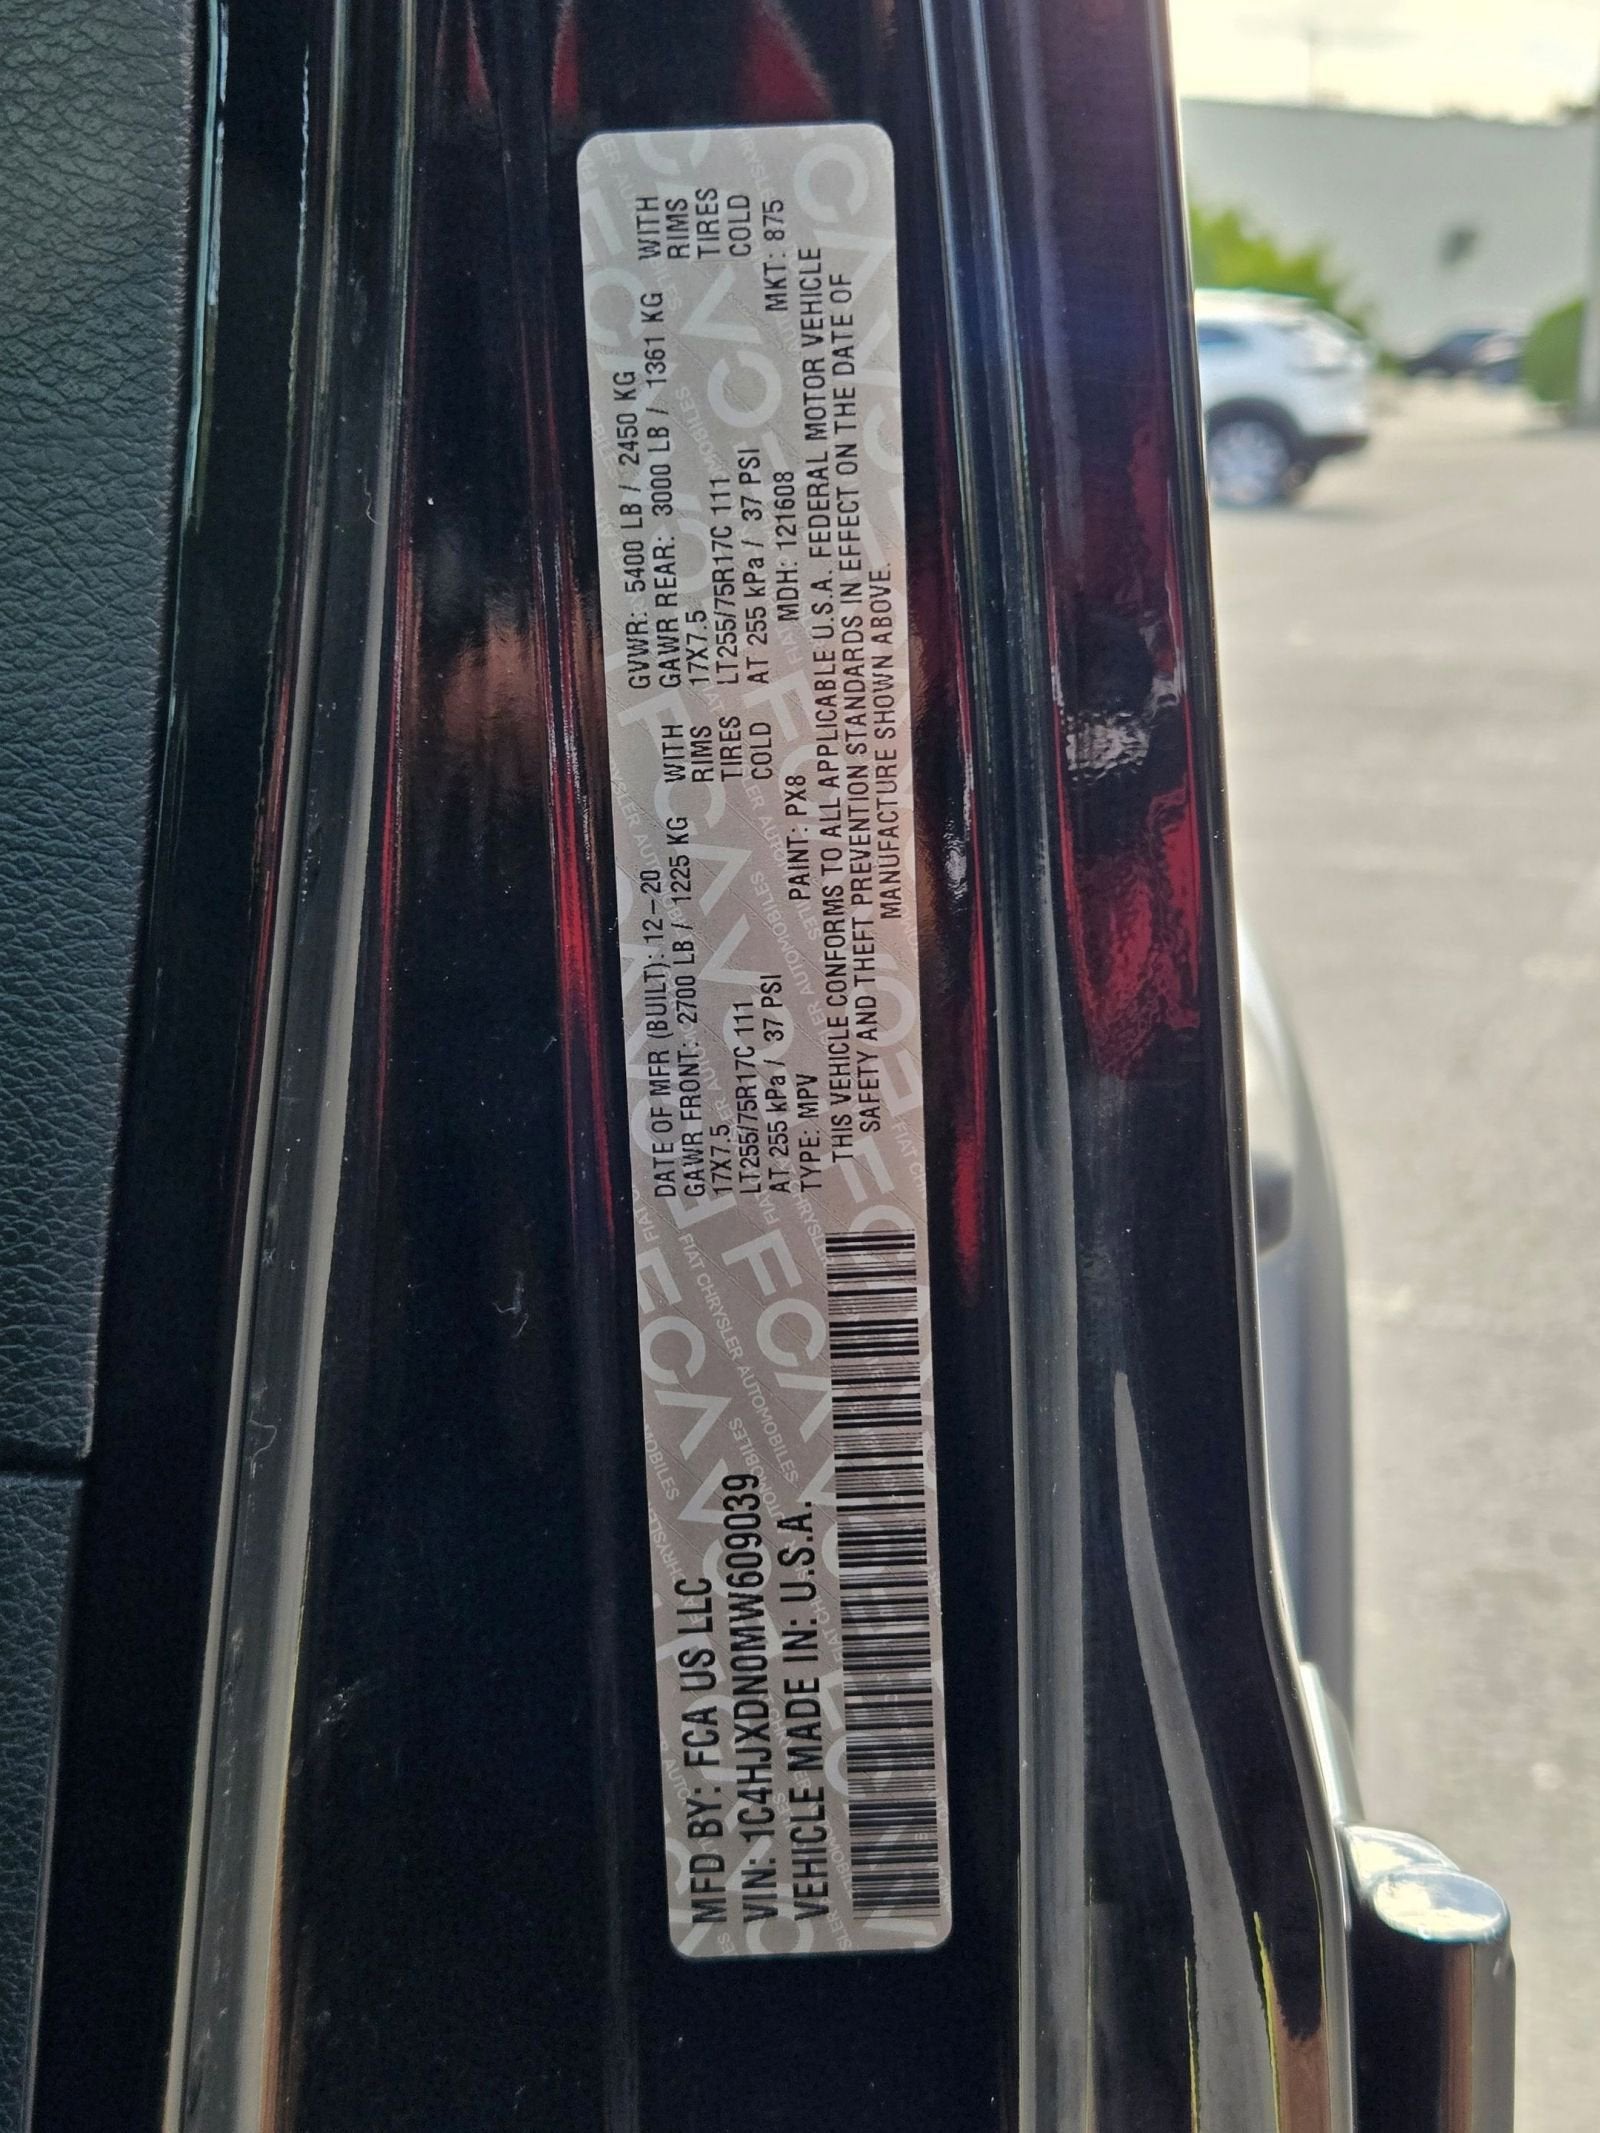 MFD BY: FCA US LLC
VIN: 1C4HJXDN0MW609039
VEHICLE MADE IN: U.S.A.
DATE OF MFR (BUILT): 12-20 GVWR: 5400 LB / 2450 KG
GAWR FRONT: 2700 LB / 1225 KG WITH GAWR REAR: 3000 LB / 1361 KG WITH
17X7.5 RIMS 17X7.5 RIMS
LT255/75R17C 111 TIRES LT255/75R17C 111 TIRES
AT 255 kPa / 37 PSI COLD AT 255 kPa / 37 PSI COLD
TYPE: MPV PAINT: PX8 MDH: 121608 MKT: 875
THIS VEHICLE CONFORMS TO ALL APPLICABLE U.S.A. FEDERAL MOTOR VEHICLE
SAFETY AND THEFT PREVENTION STANDARDS IN EFFECT ON THE DATE OF
MANUFACTURE SHOWN ABOVE.
FCA
FIAT CHRYSLER AUTOMOBILES